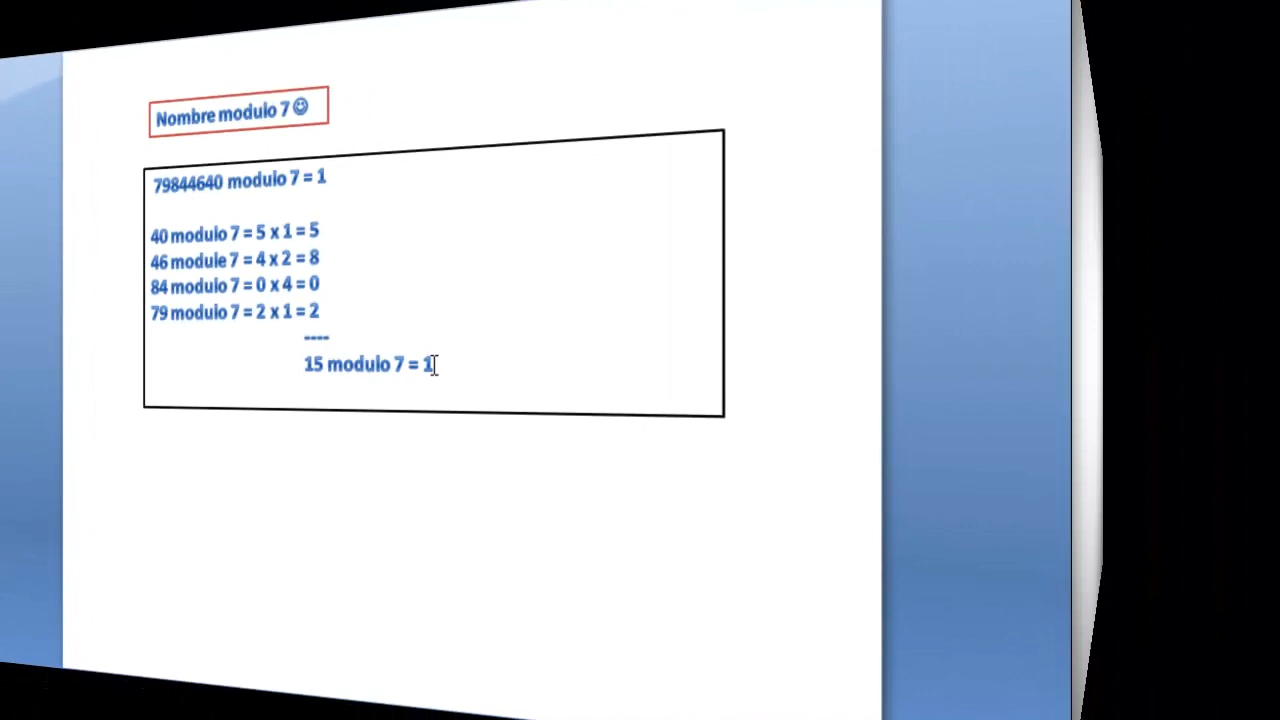 Nombre modulo 7 ☺
79844640 modulo 7 = 1
40 modulo 7 = 5 x 1 = 5
46 module 7 = 4 x 2 = 8
84 modulo 7 = 0 x 4 = 0
79 modulo 7 = 2 x 1 = 2
----
15 modulo 7 = 1